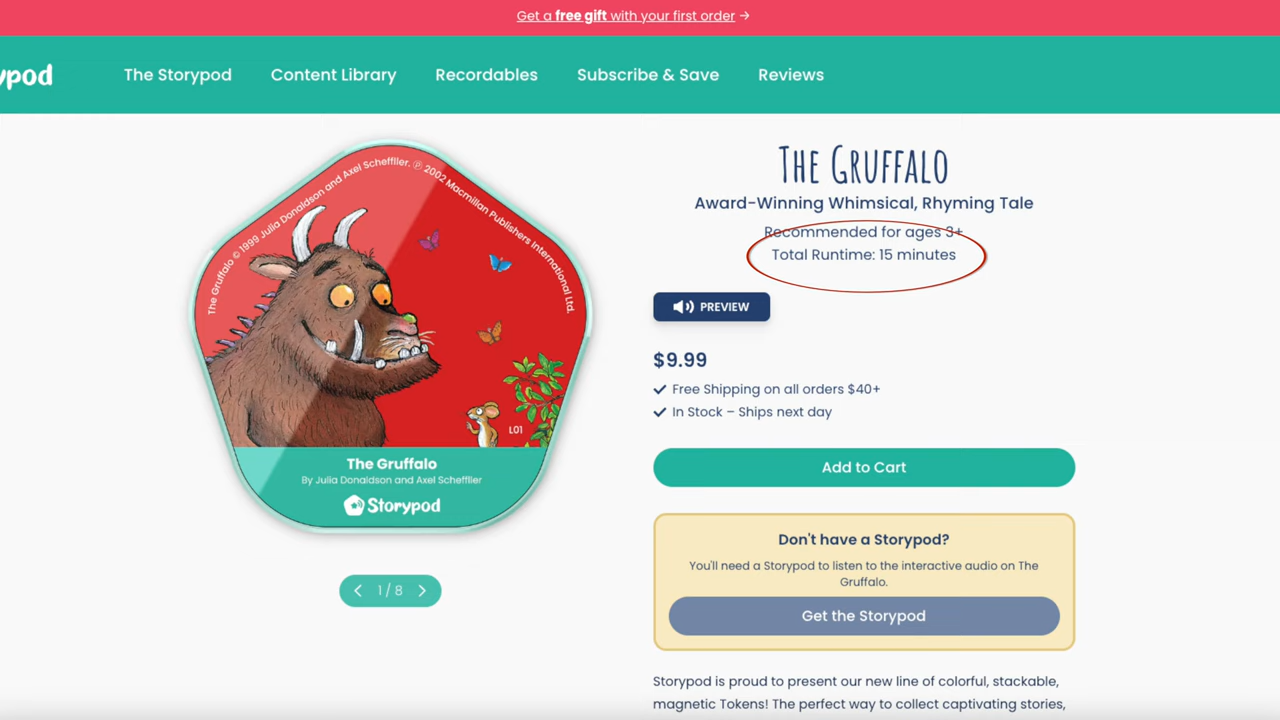 Get a free gift with your first order →
ypod
The Storypod
Content Library
Recordables
Subscribe & Save
Reviews
The Gruffalo © 1999 Julia Donaldson and Axel Scheffller. ℗ 2002 Macmillan Publishers International Ltd.
L01
The Gruffalo
By Julia Donaldson and Axel Scheffller
Storypod
1 / 8
The Gruffalo
Award-Winning Whimsical, Rhyming Tale
Recommended for ages 3+
Total Runtime: 15 minutes
PREVIEW
$9.99
Free Shipping on all orders $40+
In Stock – Ships next day
Add to Cart
Don't have a Storypod?
You'll need a Storypod to listen to the interactive audio on The
Gruffalo.
Get the Storypod
Storypod is proud to present our new line of colorful, stackable,
magnetic Tokens! The perfect way to collect captivating stories,